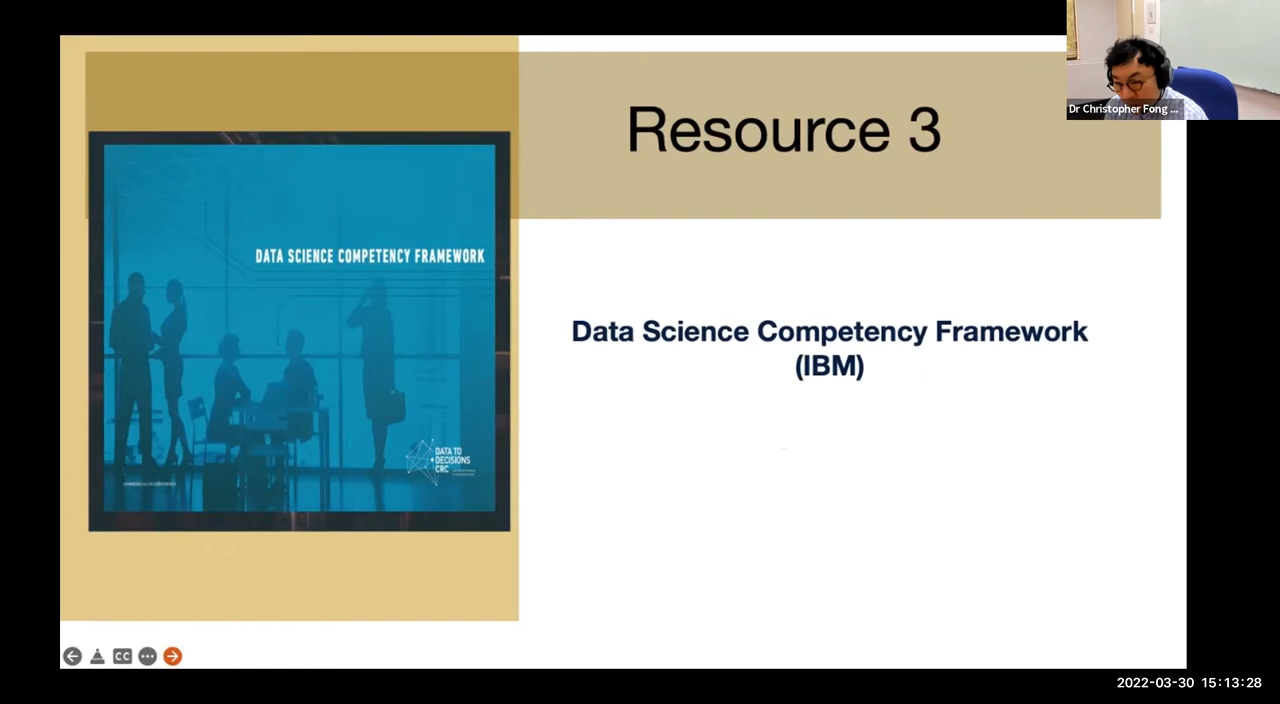 Resource 3
Dr Christopher Fong ...
DATA SCIENCE COMPETENCY FRAMEWORK
Data Science Competency Framework
(IBM)
DATA TO
DECISIONS
CRC
CC
2022-03-30 15:13:28